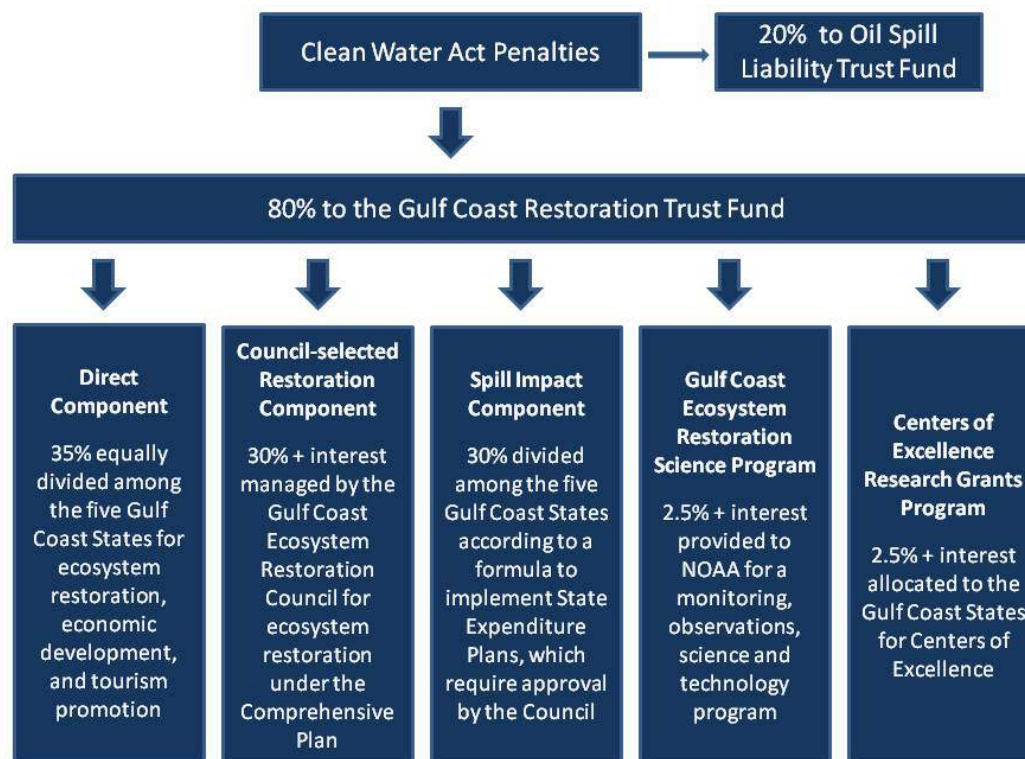 Clean Water Act Penalties
20% to Oil Spill
Liability Trust Fund
80% to the Gulf Coast Restoration Trust Fund
Direct
Component
35% equally
divided among
the five Gulf
Coast States for
ecosystem
restoration,
economic
development,
and tourism
promotion
Council-selected
Restoration
Component
30% + interest
managed by the
Gulf Coast
Ecosystem
Restoration
Council for
ecosystem
restoration
under the
Comprehensive
Plan
Spill Impact
Component
30% divided
among the five
Gulf Coast States
according to a
formula to
implement State
Expenditure
Plans, which
require approval
by the Council
Gulf Coast
Ecosystem
Restoration
Science Program
2.5% + interest
provided to
NOAA for a
monitoring,
observations,
science and
technology
program
Centers of
Excellence
Research Grants
Program
2.5% + interest
allocated to the
Gulf Coast States
for Centers of
Excellence